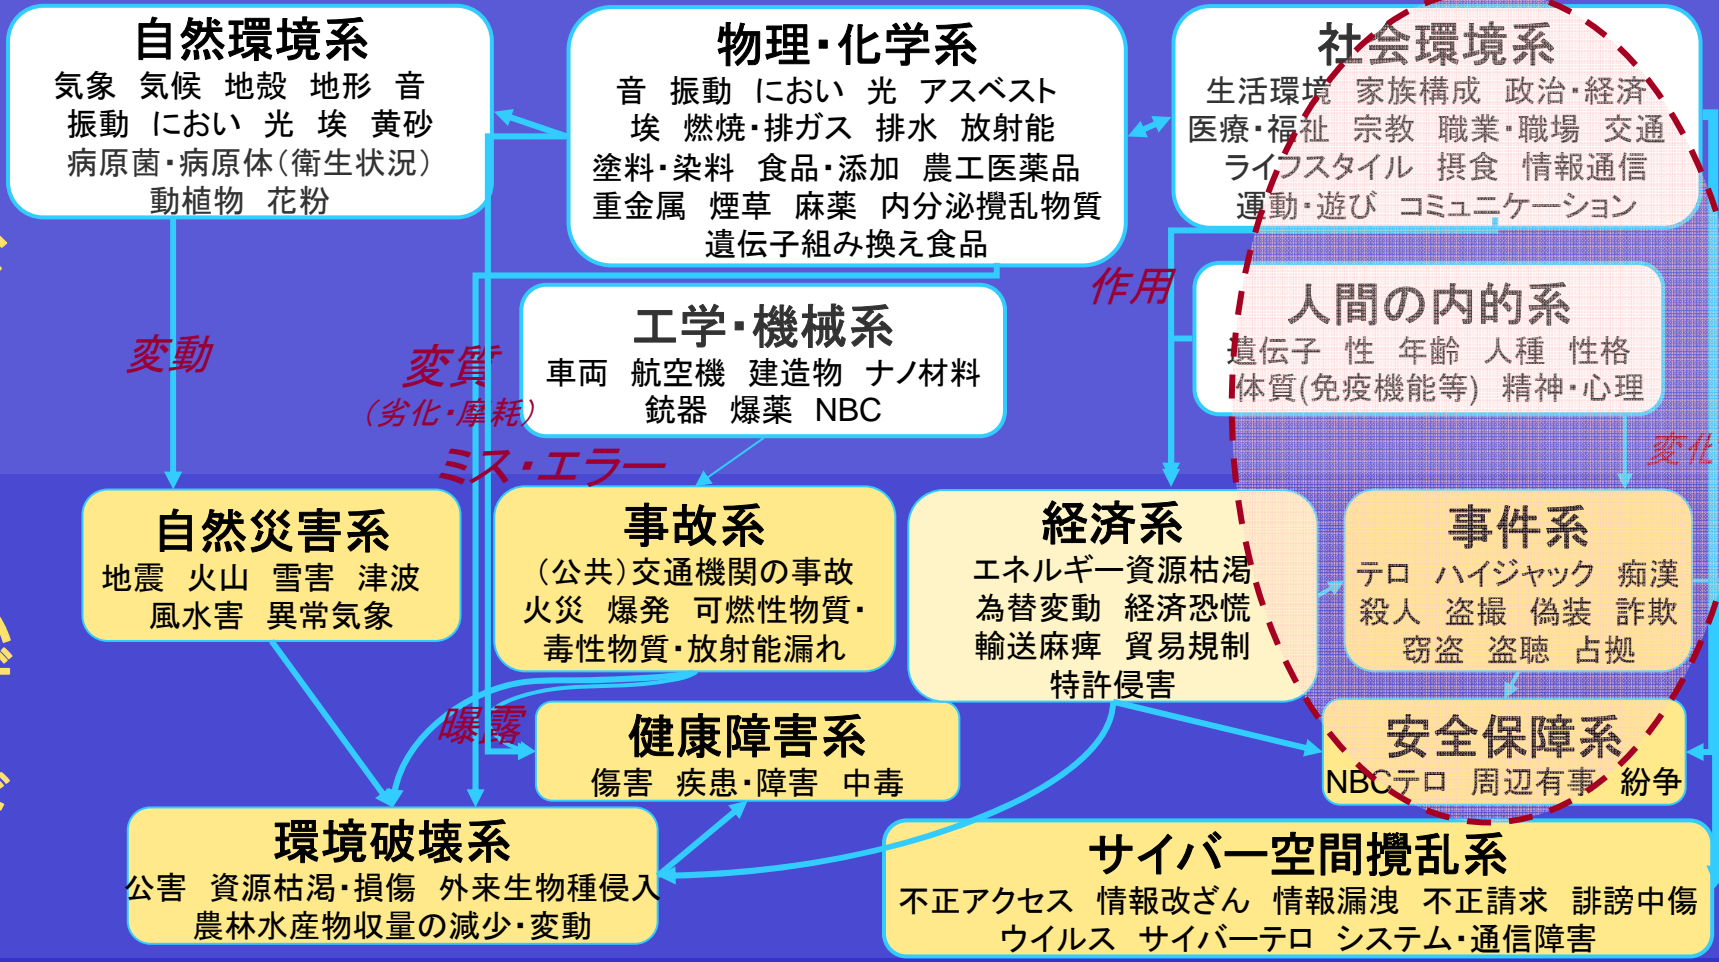 自然環境系
気象 気候 地殻 地形 音
振動 におい 光 埃 黄砂
病原菌・病原体(衛生状況)
動植物 花粉
物理・化学系
音 振動 におい 光 アスベスト
埃 燃焼・排ガス 排水 放射能
塗料・染料 食品・添加 農工医薬品
重金属 煙草 麻薬 内分泌攪乱物質
遺伝子組み換え食品
社会環境系
生活環境 家族構成 政治・経済
医療・福祉 宗教 職業・職場 交通
ライフスタイル 摂食 情報通信
運動・遊び コミュニケーション
作用
工学・機械系
車両 航空機 建造物 ナノ材料
銃器 爆薬 NBC
人間の内的系
遺伝子 性 年齢 人種 性格
体質(免疫機能等) 精神・心理
変動
変質
(劣化・摩耗)
ミス・エラー
変化
自然災害系
地震 火山 雪害 津波
風水害 異常気象
事故系
(公共)交通機関の事故
火災 爆発 可燃性物質・
毒性物質・放射能漏れ
経済系
エネルギー資源枯渇
為替変動 経済恐慌
輸送麻痺 貿易規制
特許侵害
事件系
テロ ハイジャック 痴漢
殺人 盗撮 偽装 詐欺
窃盗 盗聴 占拠
曝露
健康障害系
傷害 疾患・障害 中毒
安全保障系
NBCテロ 周辺有事 紛争
環境破壊系
公害 資源枯渇・損傷 外来生物種侵入
農林水産物収量の減少・変動
サイバー空間攪乱系
不正アクセス 情報改ざん 情報漏洩 不正請求 誹謗中傷
ウイルス サイバーテロ システム・通信障害